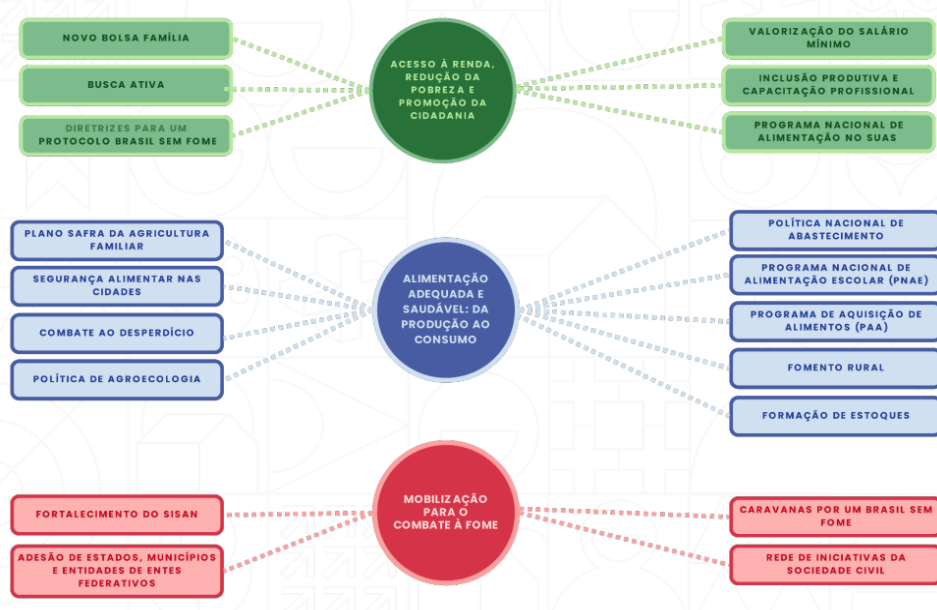 NOVO BOLSA FAMÍLIA
BUSCA ATIVA
DIRETRIZES PARA UM
PROTOCOLO BRASIL SEM FOME
ACESSO À RENDA,
REDUÇÃO DA
POBREZA E
PROMOÇÃO DA
CIDADANIA
VALORIZAÇÃO DO SALÁRIO
MÍNIMO
INCLUSÃO PRODUTIVA E
CAPACITAÇÃO PROFISSIONAL
PROGRAMA NACIONAL DE
ALIMENTAÇÃO NO SUAS
PLANO SAFRA DA AGRICULTURA
FAMILIAR
SEGURANÇA ALIMENTAR NAS
CIDADES
COMBATE AO DESPERDÍCIO
POLÍTICA DE AGROECOLOGIA
ALIMENTAÇÃO
ADEQUADA E
SAUDÁVEL: DA
PRODUÇÃO AO
CONSUMO
POLÍTICA NACIONAL DE
ABASTECIMENTO
PROGRAMA NACIONAL DE
ALIMENTAÇÃO ESCOLAR (PNAE)
PROGRAMA DE AQUISIÇÃO DE
ALIMENTOS (PAA)
FOMENTO RURAL
FORMAÇÃO DE ESTOQUES
FORTALECIMENTO DO SISAN
ADESÃO DE ESTADOS, MUNICÍPIOS
E ENTIDADES DE ENTES
FEDERATIVOS
MOBILIZAÇÃO
PARA O
COMBATE À FOME
CARAVANAS POR UM BRASIL SEM
FOME
REDE DE INICIATIVAS DA
SOCIEDADE CIVIL